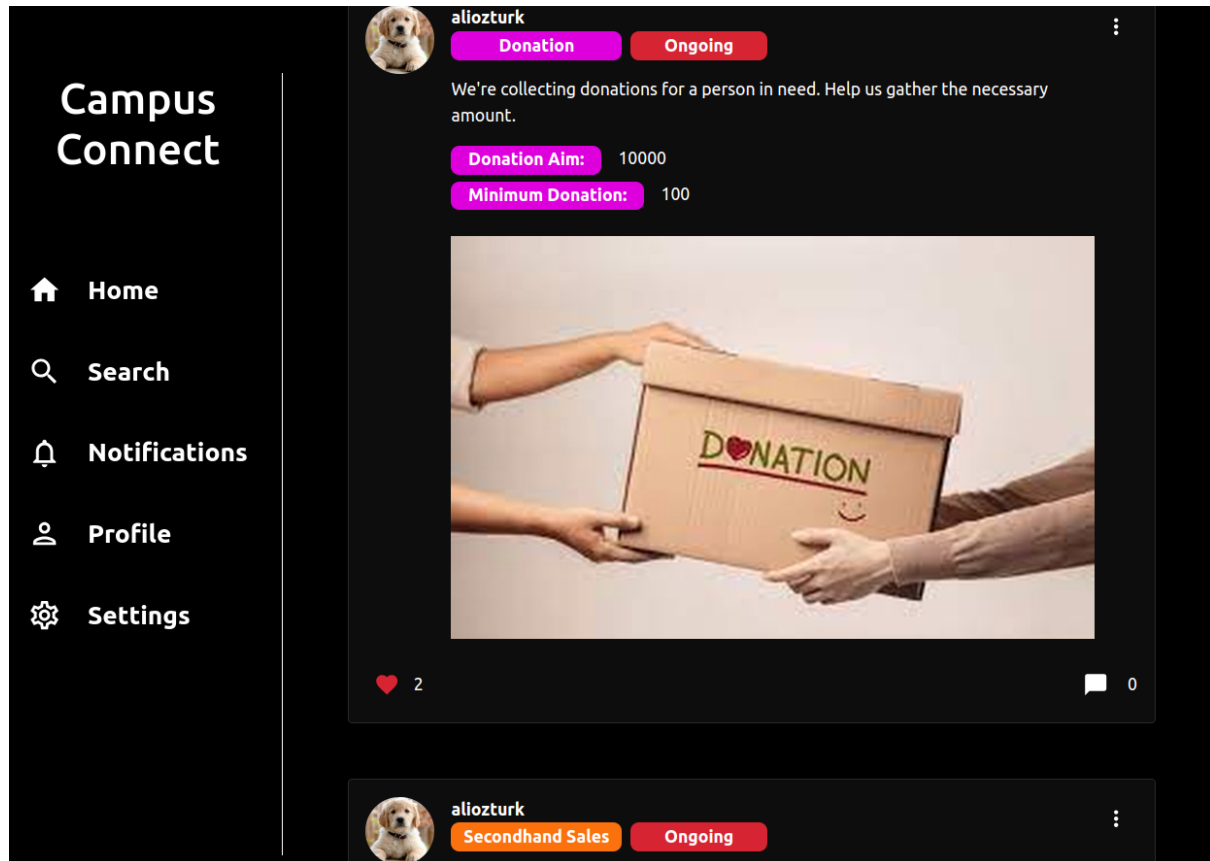 Campus
Connect
Home
Search
Notifications
Profile
Settings
aliozturk
Donation Ongoing
We're collecting donations for a person in need. Help us gather the necessary
amount.
Donation Aim: 10000
Minimum Donation: 100
DONATION
2 0
aliozturk
Secondhand Sales Ongoing